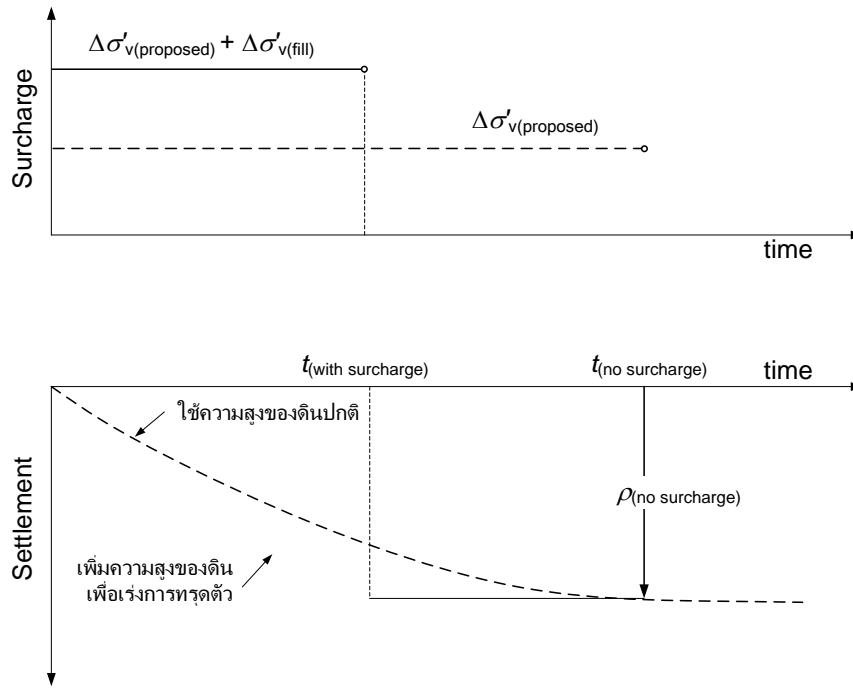 Δσ′v(proposed) + Δσ′v(fill)
Δσ′v(proposed)
Surcharge
time
t(with surcharge)
t(no surcharge)
time
ใช้ความสูงของดินปกติ
ρ(no surcharge)
Settlement
เพิ่มความสูงของดิน
เพื่อเร่งการทรุดตัว